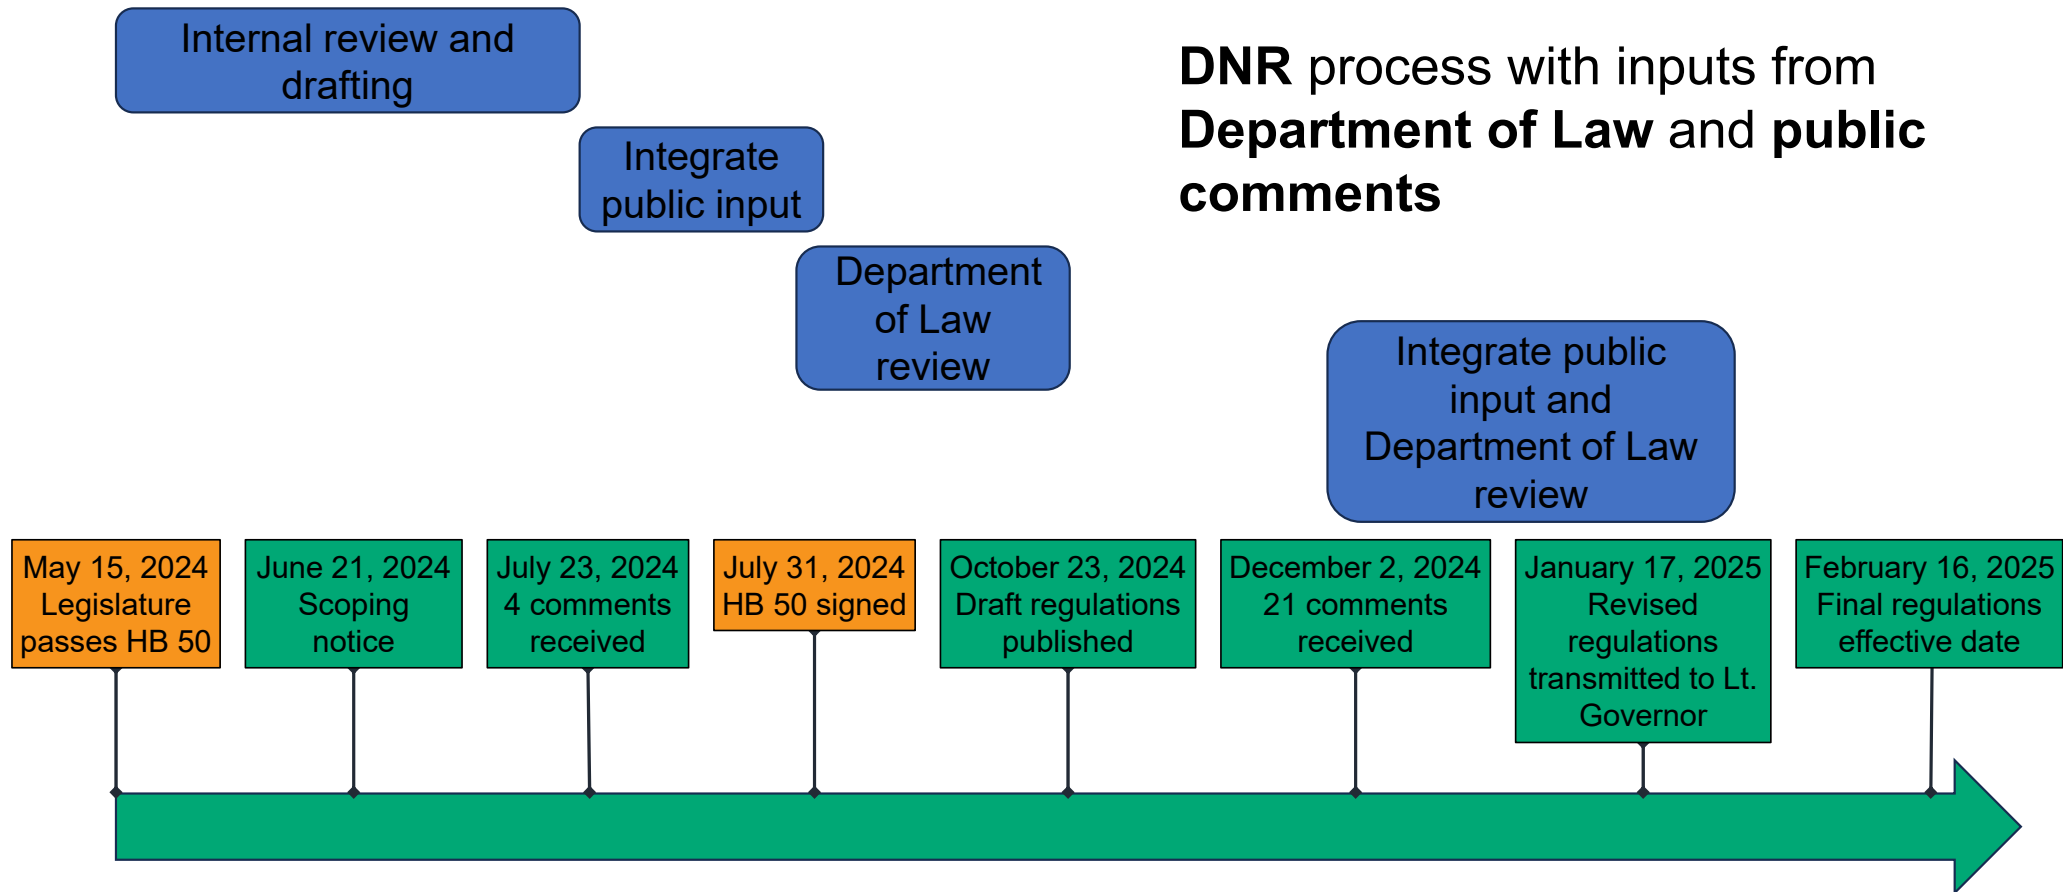 Internal review and
drafting
DNR process with inputs from
Department of Law and public
comments
Integrate
public input
Department
of Law
review
Integrate public
input and
Department of Law
review
May 15, 2024
Legislature
passes HB 50
June 21, 2024
Scoping
notice
July 23, 2024
4 comments
received
July 31, 2024
HB 50 signed
October 23, 2024
Draft regulations
published
December 2, 2024
21 comments
received
January 17, 2025
Revised
regulations
transmitted to Lt.
Governor
February 16, 2025
Final regulations
effective date